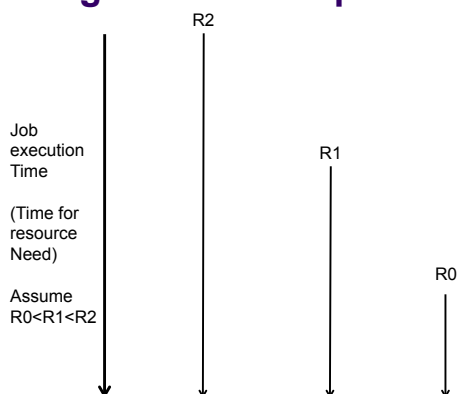 R2
Job
execution
Time
R1
(Time for
resource
Need)
R0
Assume
R0<R1<R2